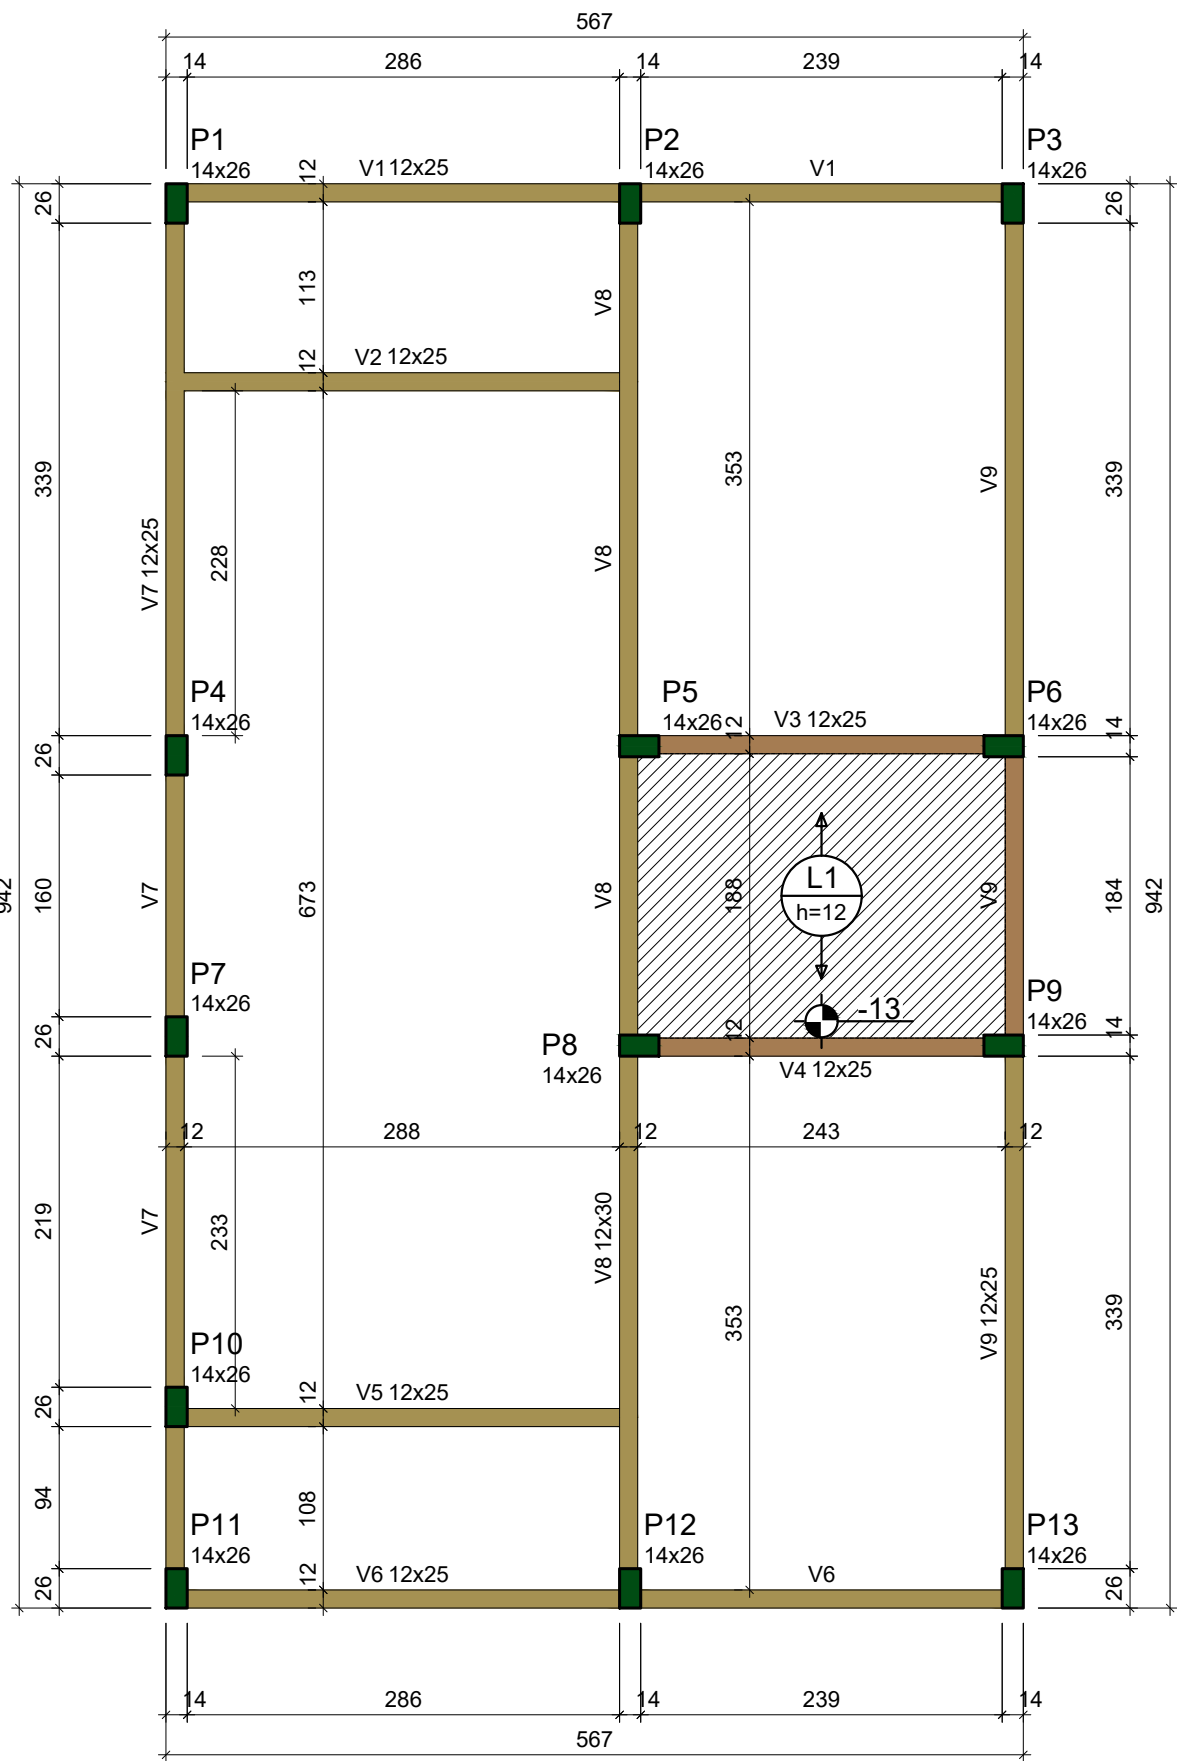 567
14 286 14 239 14
P1 P2 P3
14x26 12 V1 12x25 14x26 V1 14x26
26 26
113 V8
12 V2 12x25
339 353 V9 339
V7 12x25 228 V8
P4 P5 P6
14x26 14x26 12 V3 12x25 14x26 14
26
L1
942 160 V7 673 V8 188 V9 184 942
h=12
P7
14x26
P9
-13
14x26
26 12 14
P8
14x26 V4 12x25
12 288 12 243 12
219 V7 233 V8 12x30
353 V9 12x25 339
P10
14x26
26 12 V5 12x25
94 108
P11 P12 P13
14x26 14x26 14x26
26 12 V6 12x25 V6 26
14 286 14 239 14
567